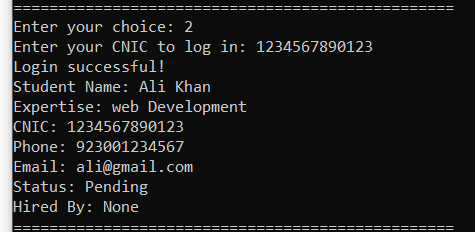 ==================================================
Enter your choice: 2
Enter your CNIC to log in: 1234567890123
Login successful!
Student Name: Ali Khan
Expertise: web Development
CNIC: 1234567890123
Phone: 923001234567
Email: ali@gmail.com
Status: Pending
Hired By: None
==================================================